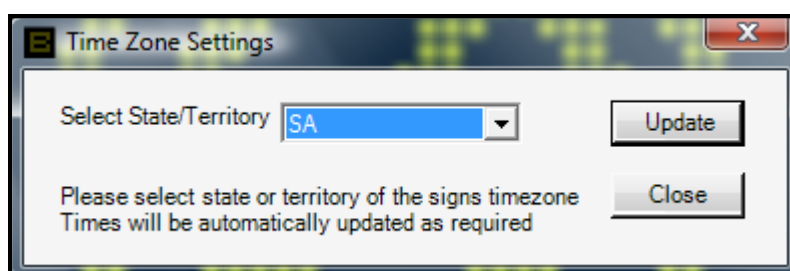 Time Zone Settings
Select State/Territory
SA
Update
Please select state or territory of the signs timezone
Times will be automatically updated as required
Close